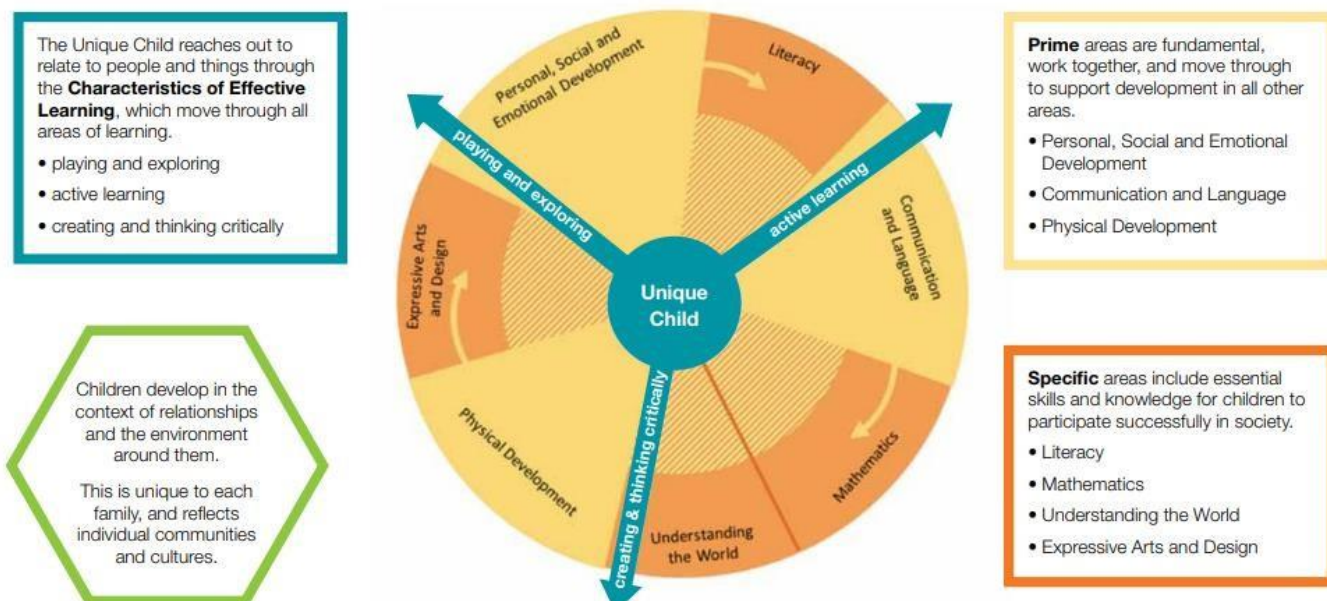 The Unique Child reaches out to
relate to people and things through
the Characteristics of Effective
Learning, which move through all
areas of learning.
• playing and exploring
• active learning
• creating and thinking critically
Children develop in the
context of relationships
and the environment
around them.
This is unique to each
family, and reflects
individual communities
and cultures.
Personal, Social and
Emotional Development
Literacy
playing and exploring
active learning
Communication
and Language
Expressive Arts
and Design
Unique
Child
Physical Development
creating & thinking critically
Mathematics
Understanding
the World
Prime areas are fundamental,
work together, and move through
to support development in all other
areas.
• Personal, Social and Emotional
Development
• Communication and Language
• Physical Development
Specific areas include essential
skills and knowledge for children to
participate successfully in society.
• Literacy
• Mathematics
• Understanding the World
• Expressive Arts and Design